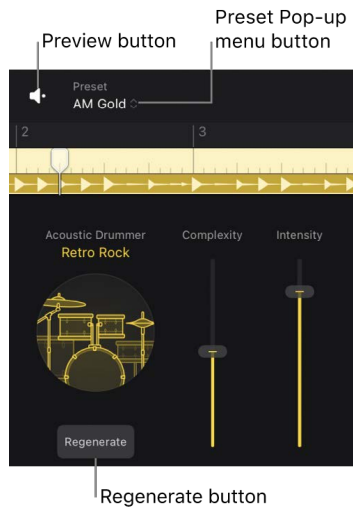 Preset Pop-up
Preview button
menu button
Preset
AM Gold
2
3
Acoustic Drummer
Complexity
Intensity
Retro Rock
Regenerate
Regenerate button